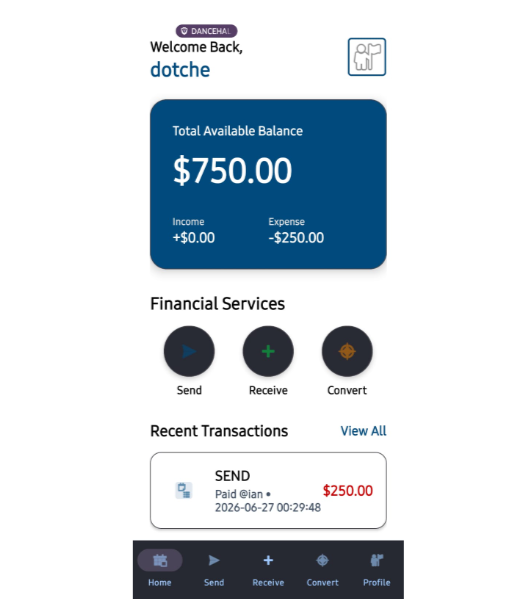 DANCEHAL
Welcome Back,
dotche
Total Available Balance
$750.00
Income
Expense
+$0.00
-$250.00
Financial Services
Send
Receive
Convert
Recent Transactions
View All
SEND
Paid @ian •
$250.00
2026-06-27 00:29:48
Home
Send
Receive
Convert
Profile